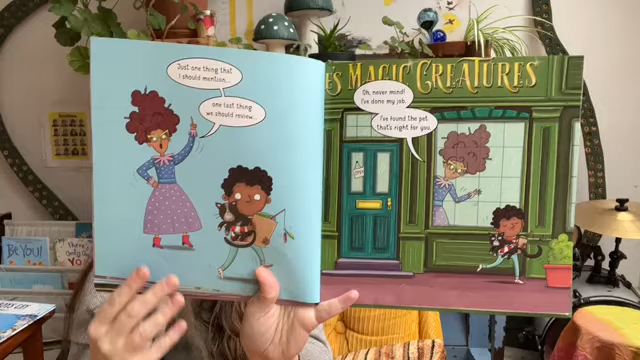 Just one thing that
I should mention...
one last thing
we should review...
'S MAGIC CREATURES
Oh, never mind!
I've done my job.
I've found the pet
that's right for you.
OPEN
BE YOU!